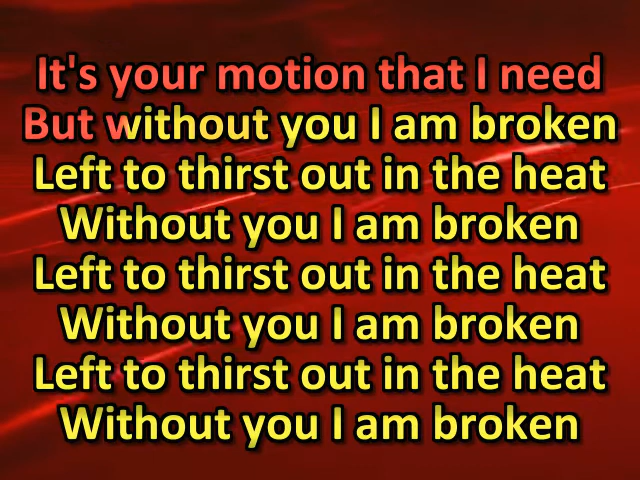 It's your motion that I need
But without you I am broken
Left to thirst out in the heat
Without you I am broken
Left to thirst out in the heat
Without you I am broken
Left to thirst out in the heat
Without you I am broken